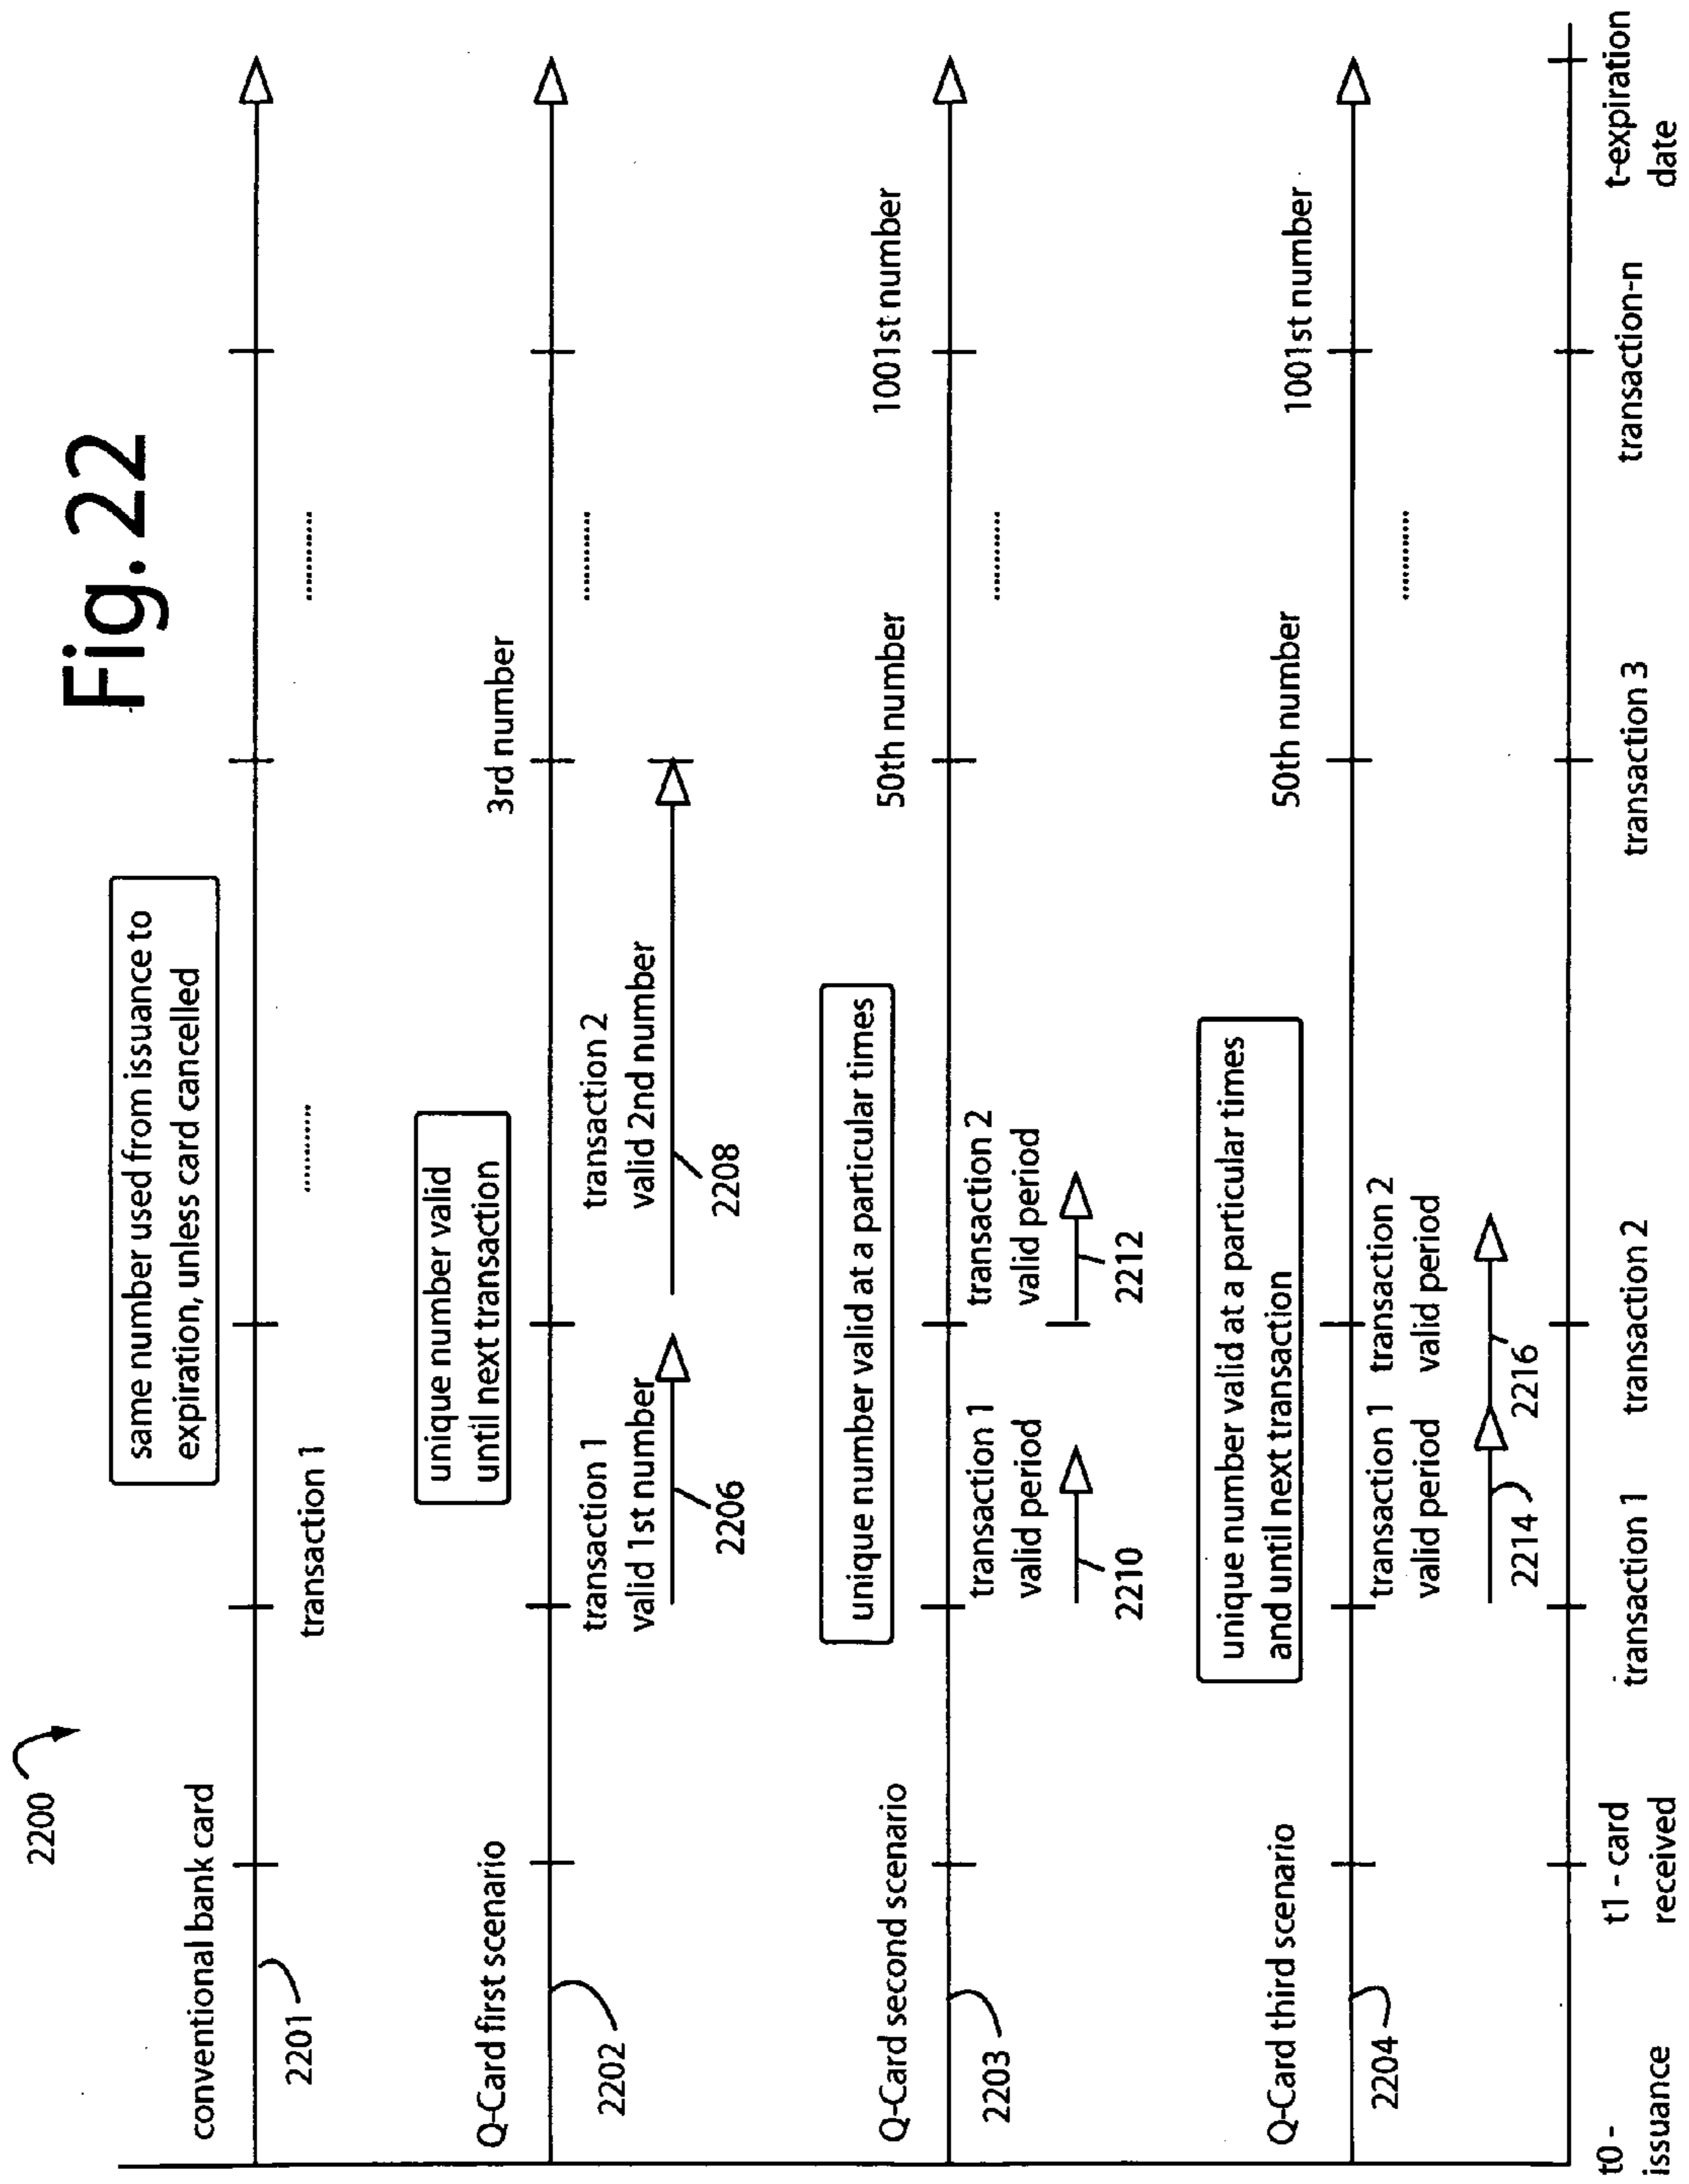 2200
Fig. 22
same number used from issuance to
expiration, unless card cancelled
conventional bank card
2201
transaction 1
............
............
unique number valid
until next transaction
Q-Card first scenario
3rd number
2202
transaction 1
valid 1st number
2206
transaction 2
valid 2nd number
2208
............
unique number valid at a particular times
Q-Card second scenario
50th number
1001st number
2203
transaction 1
valid period
2210
transaction 2
valid period
2212
............
unique number valid at a particular times
and until next transaction
Q-Card third scenario
50th number
1001st number
2204
transaction 1
valid period
2214
transaction 2
valid period
2216
............
t0 -
issuance
t1 - card
received
transaction 1
transaction 2
transaction 3
transaction-n
t-expiration
date